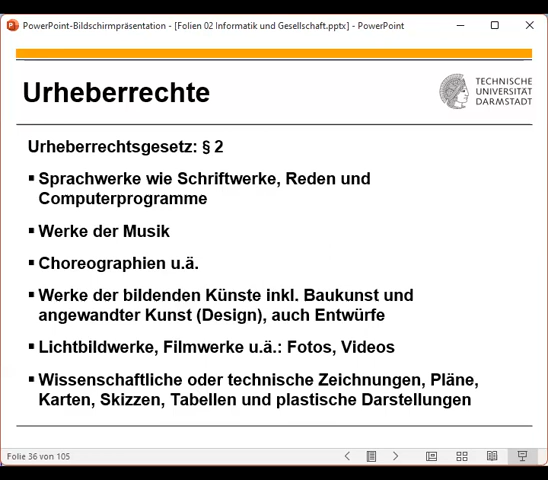 PowerPoint-Bildschirmpräsentation - [Folien 02 Informatik und Gesellschaft.pptx] - PowerPoint
Urheberrechte
TECHNISCHE
UNIVERSITÄT
DARMSTADT
Urheberrechtsgesetz: § 2
▪ Sprachwerke wie Schriftwerke, Reden und
Computerprogramme
▪ Werke der Musik
▪ Choreographien u.ä.
▪ Werke der bildenden Künste inkl. Baukunst und
angewandter Kunst (Design), auch Entwürfe
▪ Lichtbildwerke, Filmwerke u.ä.: Fotos, Videos
▪ Wissenschaftliche oder technische Zeichnungen, Pläne,
Karten, Skizzen, Tabellen und plastische Darstellungen
Folie 36 von 105